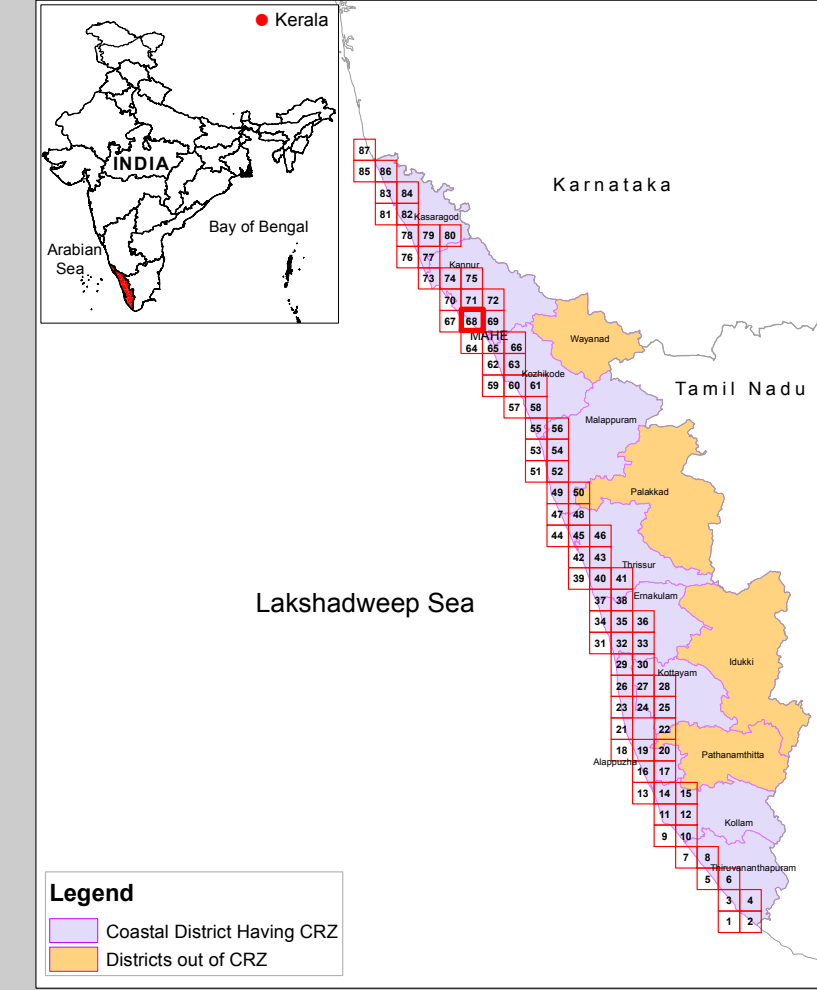 Kerala
INDIA
Bay of Bengal
Arabian
Sea
Karnataka
Tamil Nadu
Lakshadweep Sea
87
85 86
83 84
81 82 Kasaragod
78 79 80
76 77
Kannur
73 74 75
70 71 72
67 68 69
MAHE
64 65 66
Wayanad
62 63
Kozhikode
59 60 61
57 58
Malappuram
55 56
53 54
51 52
49 50
Palakkad
47 48
44 45 46
42 43
Thrissur
39 40 41
Ernakulam
37 38
34 35 36
31 32 33
29 30
Idukki
Kottayam
26 27 28
23 24 25
21 22
18 19 20
Pathanamthitta
Alappuzha
16 17
13 14 15
11 12
Kollam
9 10
7 8
Thiruvananthapuram
5 6
3 4
1 2
Legend
Coastal District Having CRZ
Districts out of CRZ